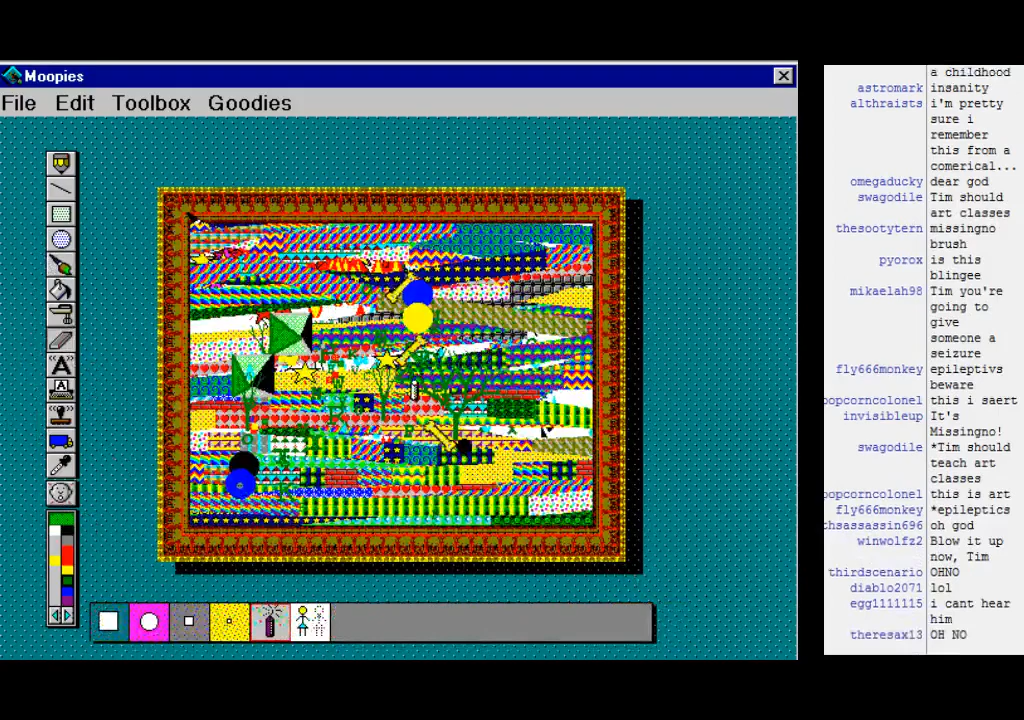 Moopies
File Edit Toolbox Goodies
"A"
A
a childhood
astromark insanity
althraists i'm pretty
sure i
remember
this from a
comerical...
omegaducky dear god
swagodile Tim should
art classes
thesootytern missingno
brush
pyorox is this
blingee
mikaelah98 Tim you're
going to
give
someone a
seizure
fly666monkey epileptivs
beware
popcorncolonel this i saert
invisibleup It's
Missingno!
swagodile *Tim should
teach art
classes
popcorncolonel this is art
fly666monkey *epileptics
thsassassin696 oh god
winwolfz2 Blow it up
now, Tim
thirdscenario OHNO
diablo2071 lol
egg1111115 i cant hear
him
theresax13 OH NO